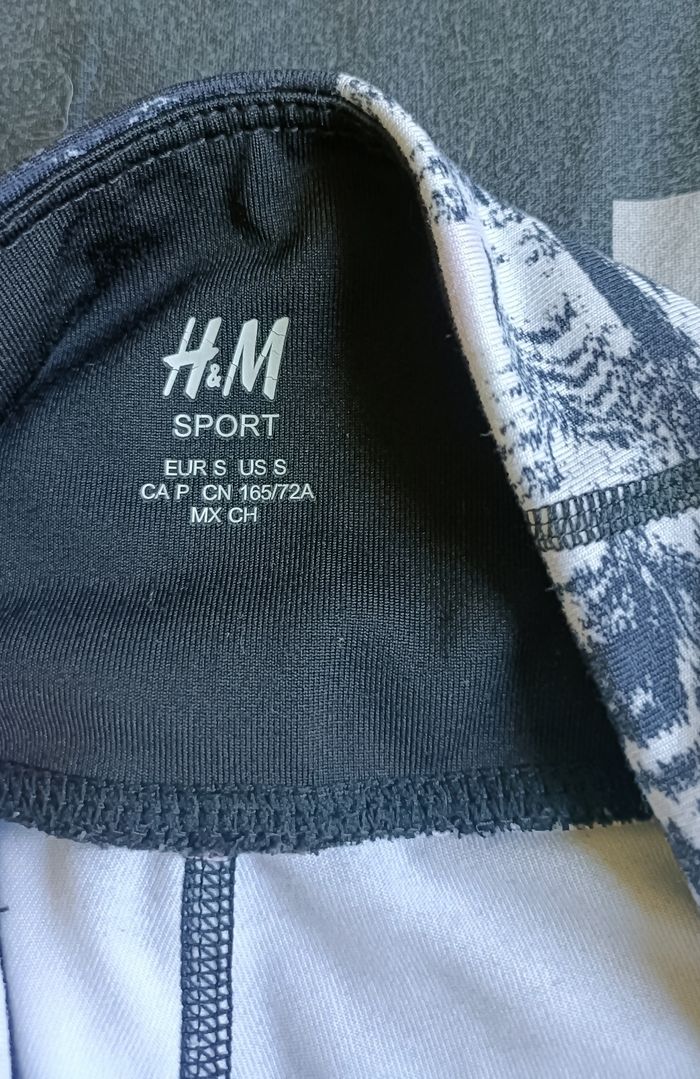 H&M
SPORT
EUR S US S
CA P CN 165/72A
MX CH